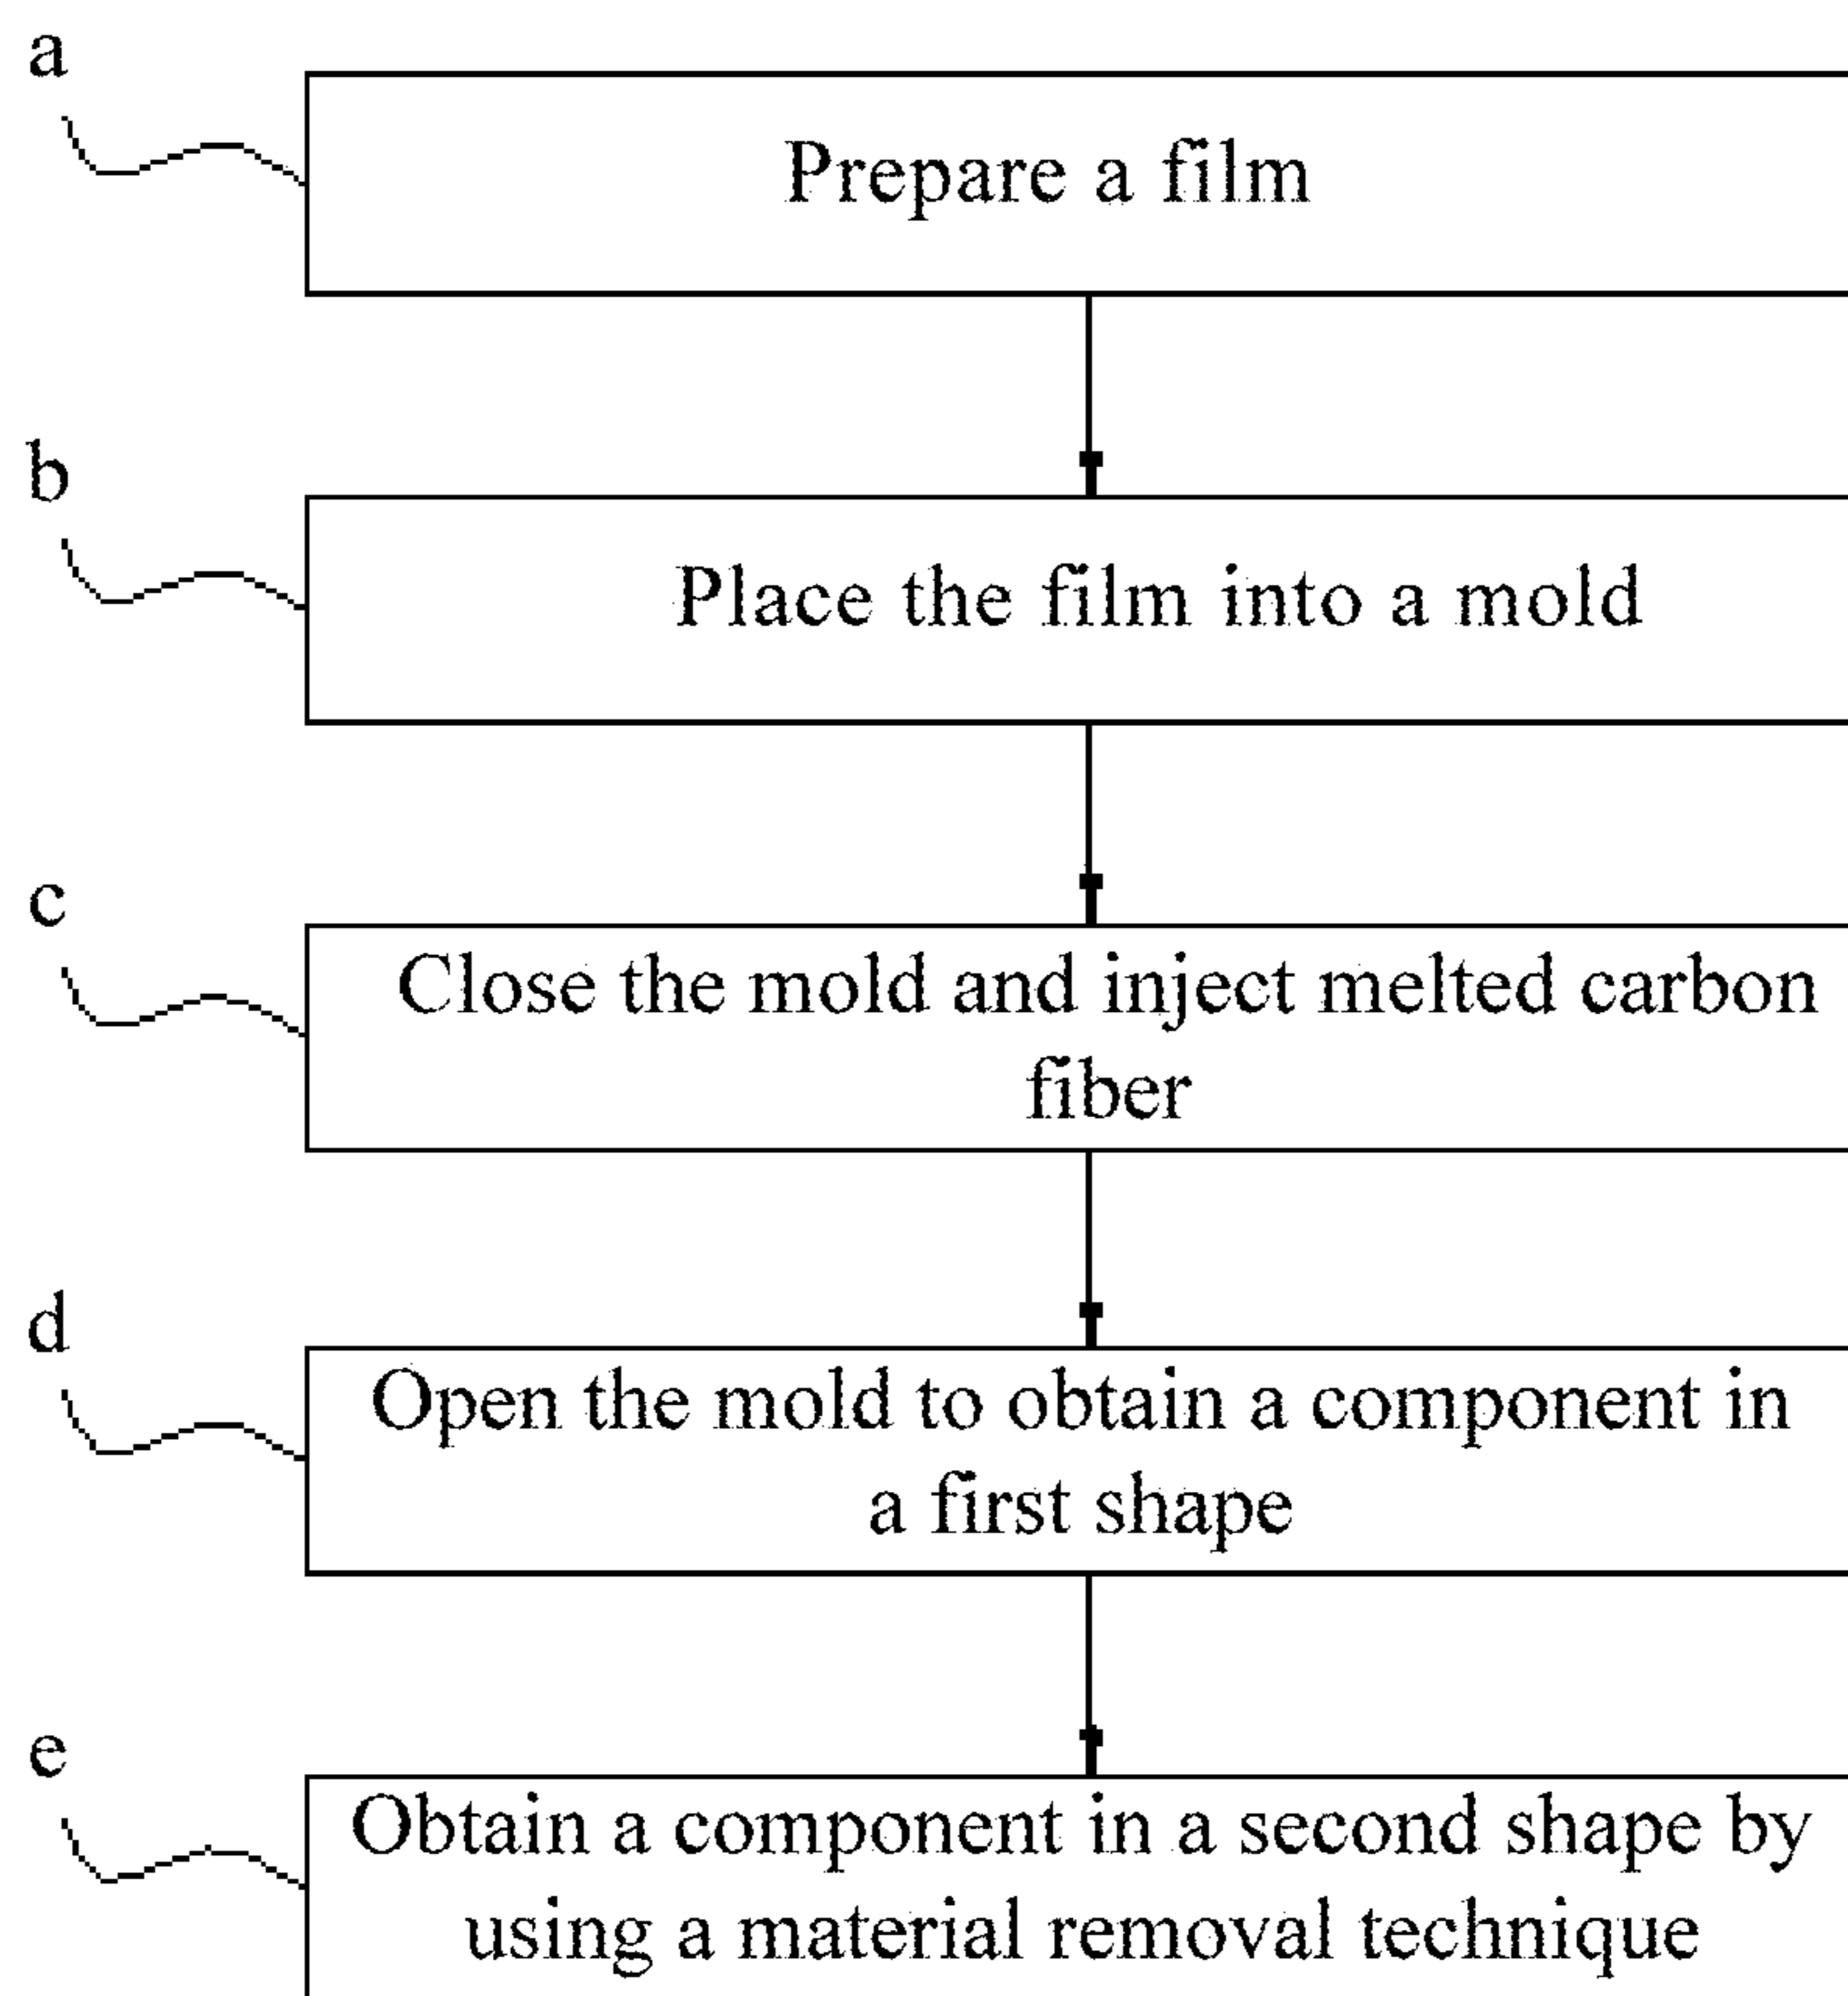 a
Prepare a film
b
Place the film into a mold
c
Close the mold and inject melted carbon
fiber
d
Open the mold to obtain a component in
a first shape
e
Obtain a component in a second shape by
using a material removal technique